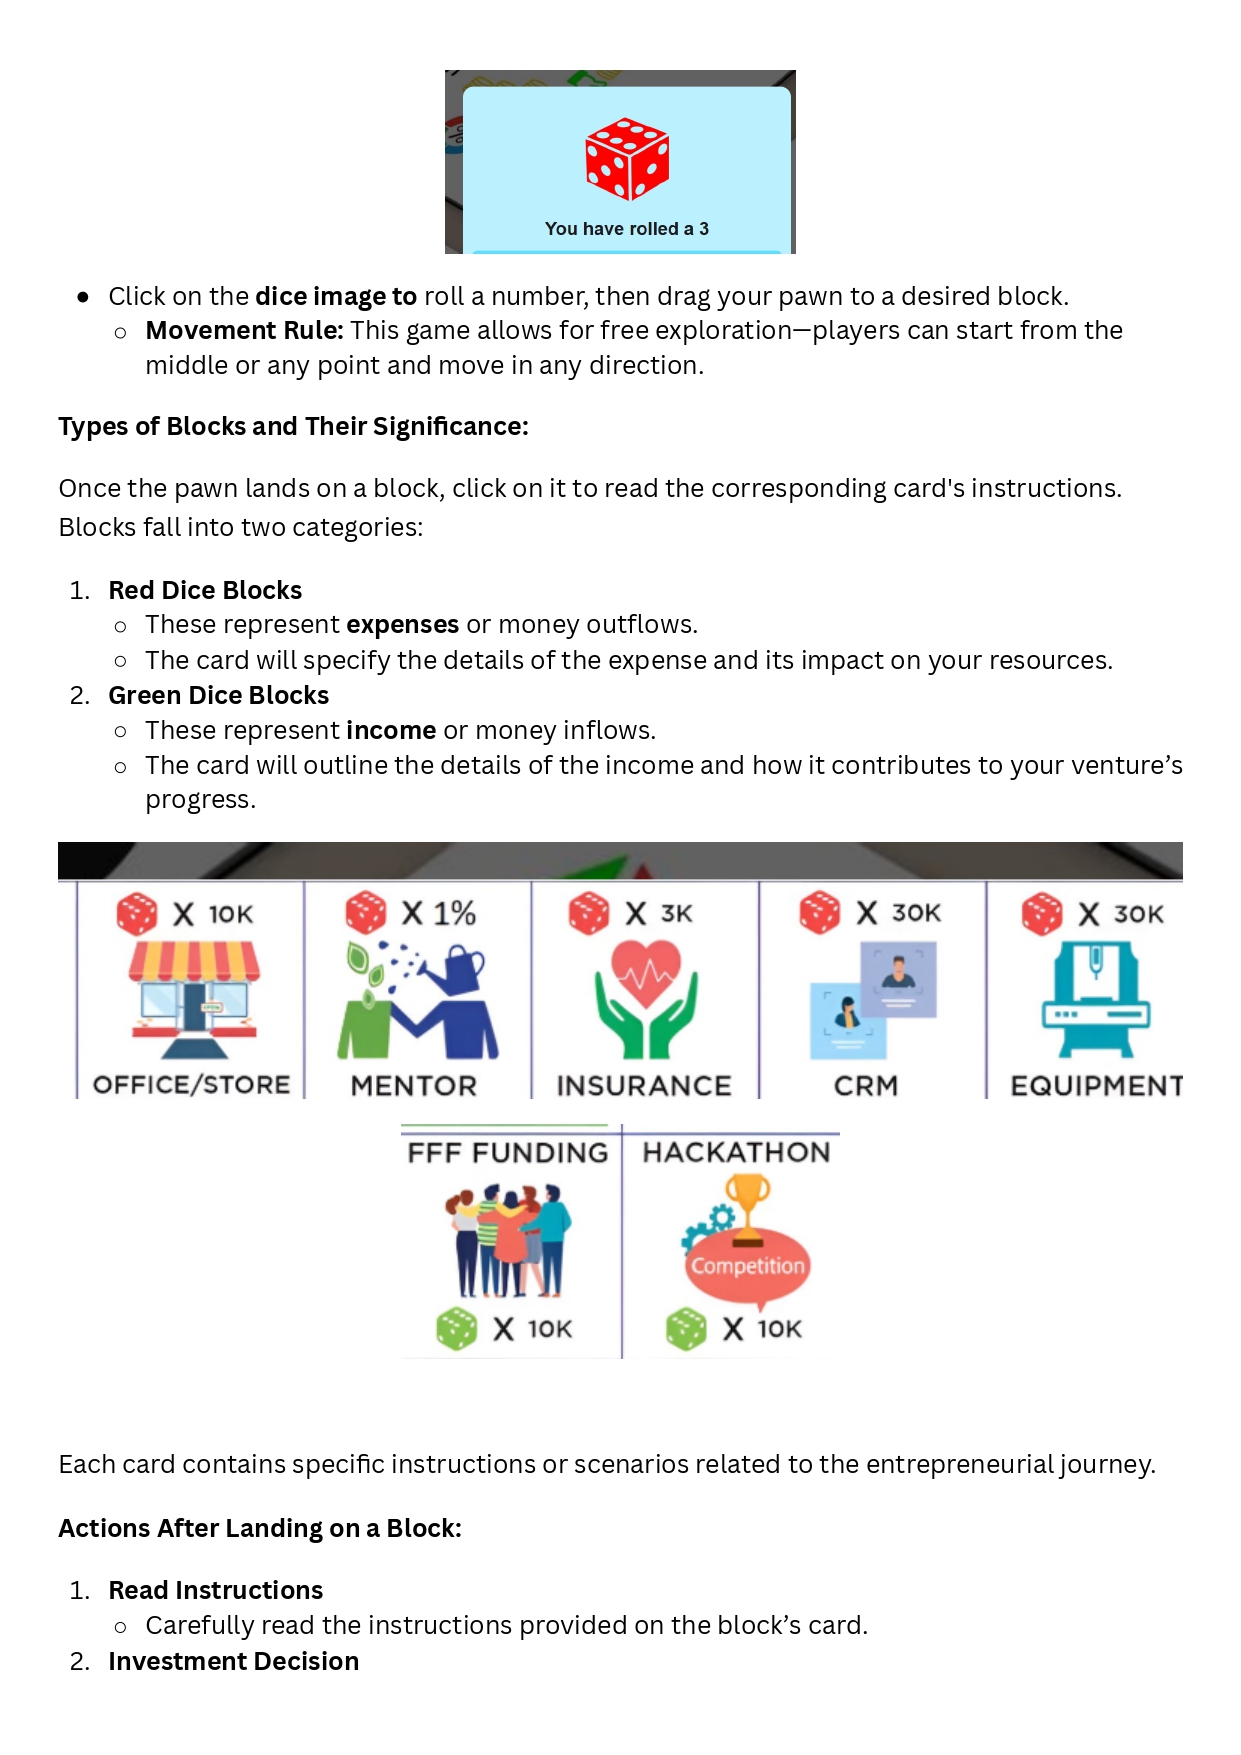 You have rolled a 3
● Click on the dice image to roll a number, then drag your pawn to a desired block.
○ Movement Rule: This game allows for free exploration—players can start from the
middle or any point and move in any direction.
Types of Blocks and Their Significance:
Once the pawn lands on a block, click on it to read the corresponding card's instructions.
Blocks fall into two categories:
1. Red Dice Blocks
○ These represent expenses or money outflows.
○ The card will specify the details of the expense and its impact on your resources.
2. Green Dice Blocks
○ These represent income or money inflows.
○ The card will outline the details of the income and how it contributes to your venture’s
progress.
X 10K X 1% X 3K X 30K X 30K
OFFICE/STORE MENTOR INSURANCE CRM EQUIPMENT
FFF FUNDING HACKATHON
Competition
X 10K X 10K
Each card contains specific instructions or scenarios related to the entrepreneurial journey.
Actions After Landing on a Block:
1. Read Instructions
○ Carefully read the instructions provided on the block’s card.
2. Investment Decision